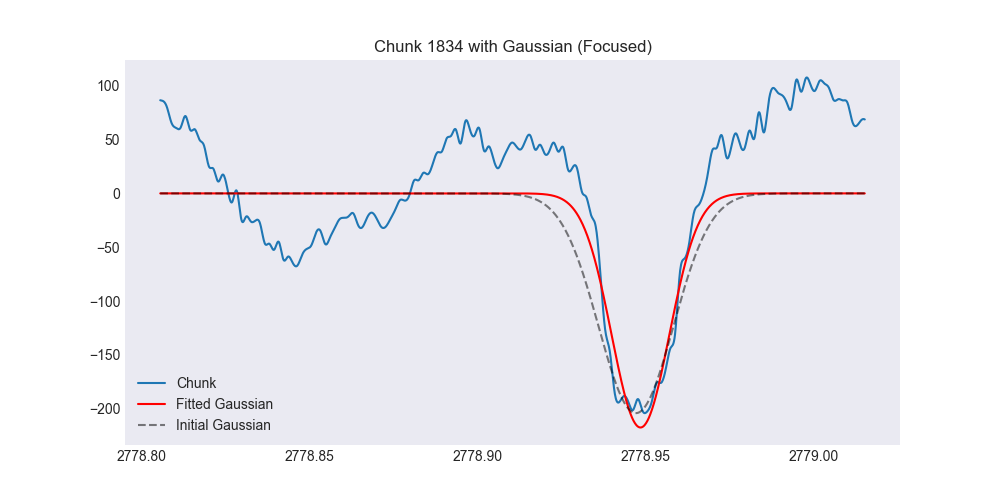 Chunk 1834 with Gaussian (Focused)
100
50
0
−50
−100
−150
−200
Chunk
Fitted Gaussian
Initial Gaussian
2778.80 2778.85 2778.90 2778.95 2779.00